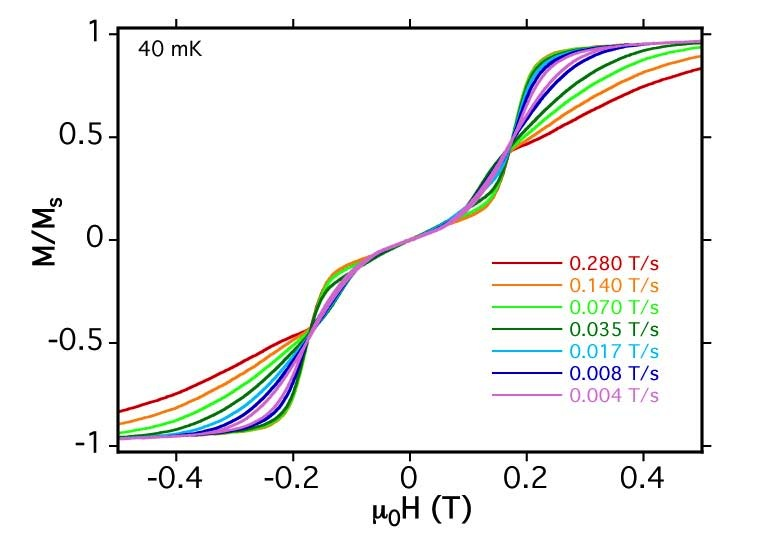 40 mK
1
0.5
0
-0.5
-1
M/Mₛ
0.280 T/s
0.140 T/s
0.070 T/s
0.035 T/s
0.017 T/s
0.008 T/s
0.004 T/s
-0.4 -0.2 0 0.2 0.4
μ₀H (T)